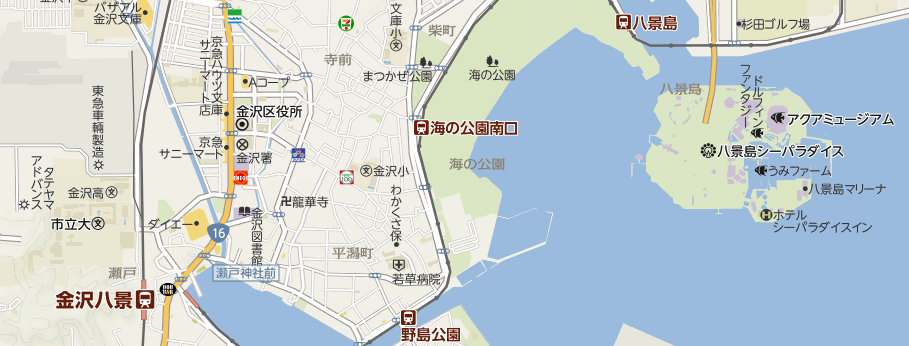 バザアル
金沢文庫
京急ハウツ文庫
サニーマート
店
Aコープ
文庫小
柴町
寺前
まつかぜ公園
海の公園
八景島
杉田ゴルフ場
東急車輛製造
金沢区役所
京急
サニーマート
金沢署
海の公園南口
海の公園
八景島
ドルフィン
ファンタジー
アクアミュージアム
八景島シーパラダイス
うみファーム
八景島マリーナ
ホテル
シーパラダイスイン
タテヤマ
アドバンス
金沢高
市立大
ダイエー
16
金沢図書館
龍華寺
金沢小
わかくさ保
平潟町
若草病院
瀬戸
瀬戸神社前
金沢八景
野島公園